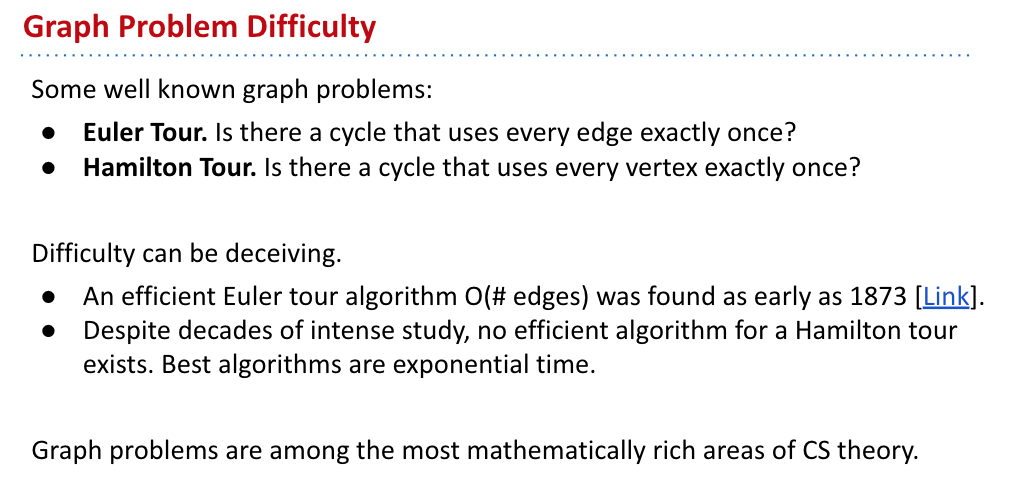 Graph Problem Difficulty
Some well known graph problems:
● Euler Tour. Is there a cycle that uses every edge exactly once?
● Hamilton Tour. Is there a cycle that uses every vertex exactly once?
Difficulty can be deceiving.
● An efficient Euler tour algorithm O(# edges) was found as early as 1873 [Link].
● Despite decades of intense study, no efficient algorithm for a Hamilton tour
exists. Best algorithms are exponential time.
Graph problems are among the most mathematically rich areas of CS theory.